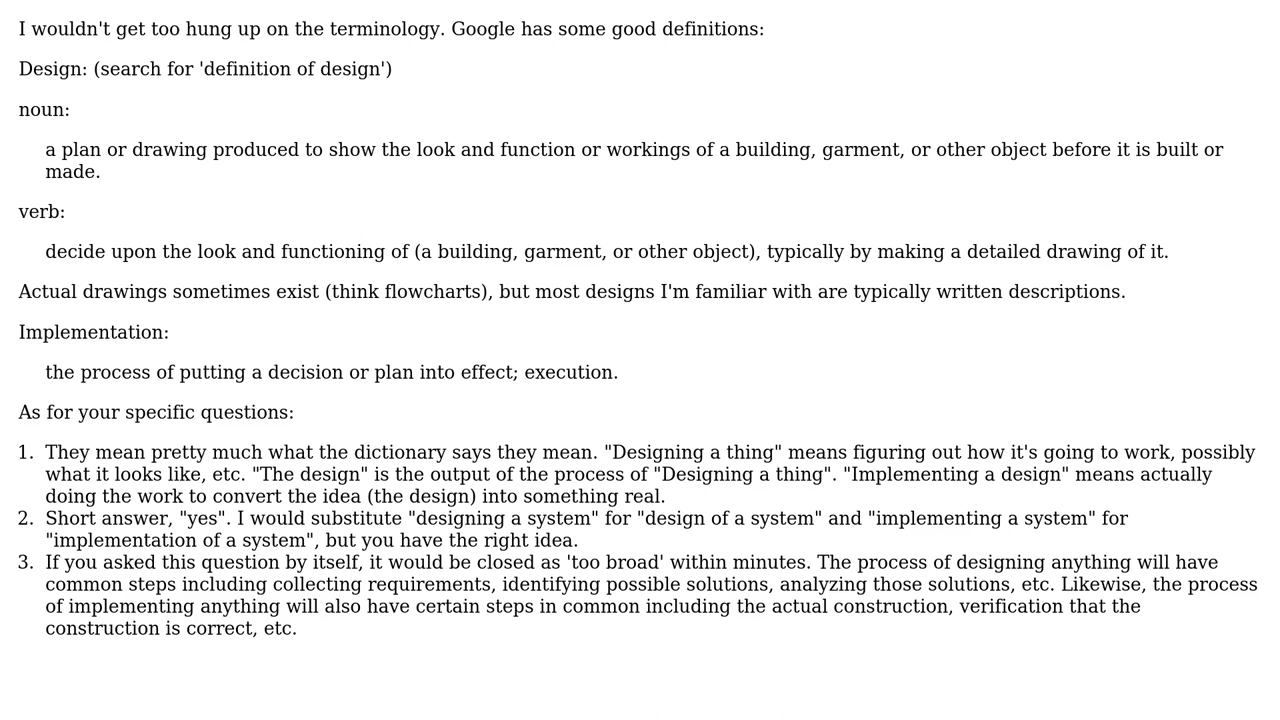 I wouldn't get too hung up on the terminology. Google has some good definitions:
Design: (search for 'definition of design')
noun:
a plan or drawing produced to show the look and function or workings of a building, garment, or other object before it is built or
made.
verb:
decide upon the look and functioning of (a building, garment, or other object), typically by making a detailed drawing of it.
Actual drawings sometimes exist (think flowcharts), but most designs I'm familiar with are typically written descriptions.
Implementation:
the process of putting a decision or plan into effect; execution.
As for your specific questions:
1. They mean pretty much what the dictionary says they mean. "Designing a thing" means figuring out how it's going to work, possibly
what it looks like, etc. "The design" is the output of the process of "Designing a thing". "Implementing a design" means actually
doing the work to convert the idea (the design) into something real.
2. Short answer, "yes". I would substitute "designing a system" for "design of a system" and "implementing a system" for
"implementation of a system", but you have the right idea.
3. If you asked this question by itself, it would be closed as 'too broad' within minutes. The process of designing anything will have
common steps including collecting requirements, identifying possible solutions, analyzing those solutions, etc. Likewise, the process
of implementing anything will also have certain steps in common including the actual construction, verification that the
construction is correct, etc.